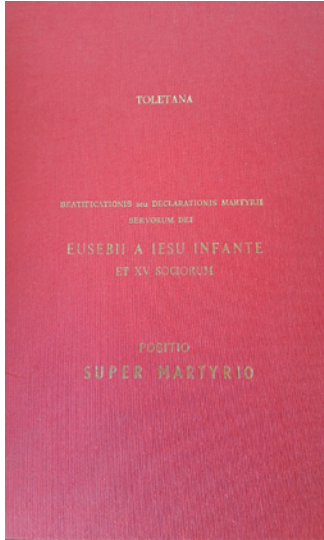 TOLETANA
BEATIFICATIONIS seu DECLARATIONIS MARTYRII
SERVORUM DEI
EUSEBII A IESU INFANTE
ET XV SOCIORUM
POSITIO
SUPER MARTYRIO